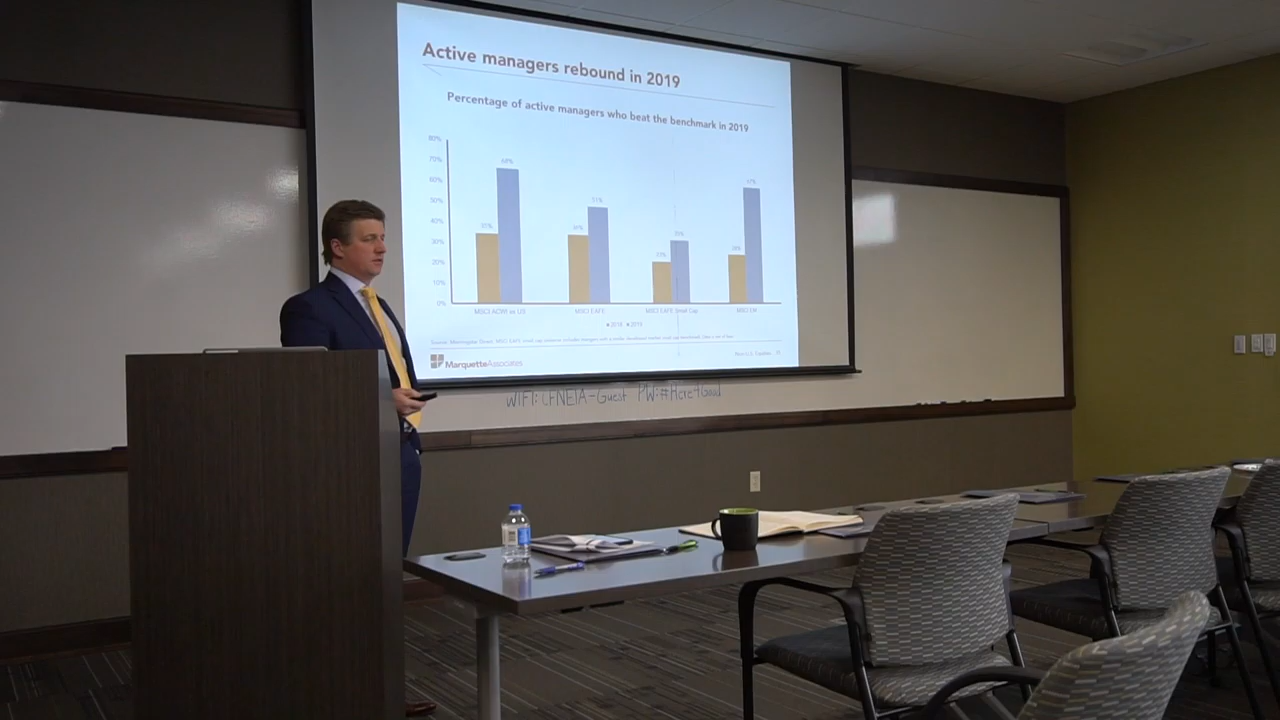 Active managers rebound in 2019
Percentage of active managers who beat the benchmark in 2019
80%
70%
60%
50%
40%
30%
20%
10%
0%
68%
51%
MSCI ACWI ex US
MSCI EAFE
MSCI EAFE Small Cap
MSCI EM
2018 2019
MarquetteAssociates
WIFI: CFNEIA-Guest PW:#Here4Good